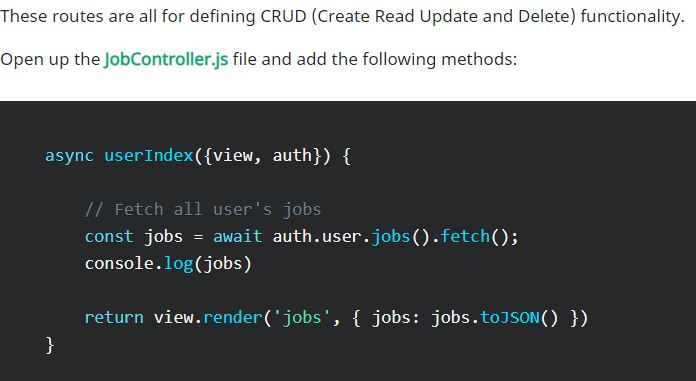 These routes are all for defining CRUD (Create Read Update and Delete) functionality.
Open up the JobController.js file and add the following methods:
async userIndex({view, auth}) {
// Fetch all user's jobs
const jobs = await auth.user.jobs().fetch();
console.log(jobs)
return view.render('jobs', { jobs: jobs.toJSON() })
}